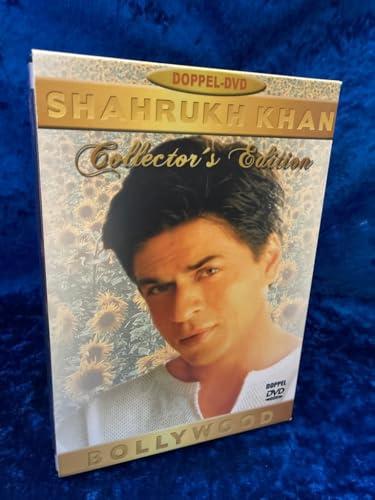 DOPPEL-DVD
SHAHRUKH KHAN
Collector's Edition
DOPPEL
DVD
BOLLYWOOD